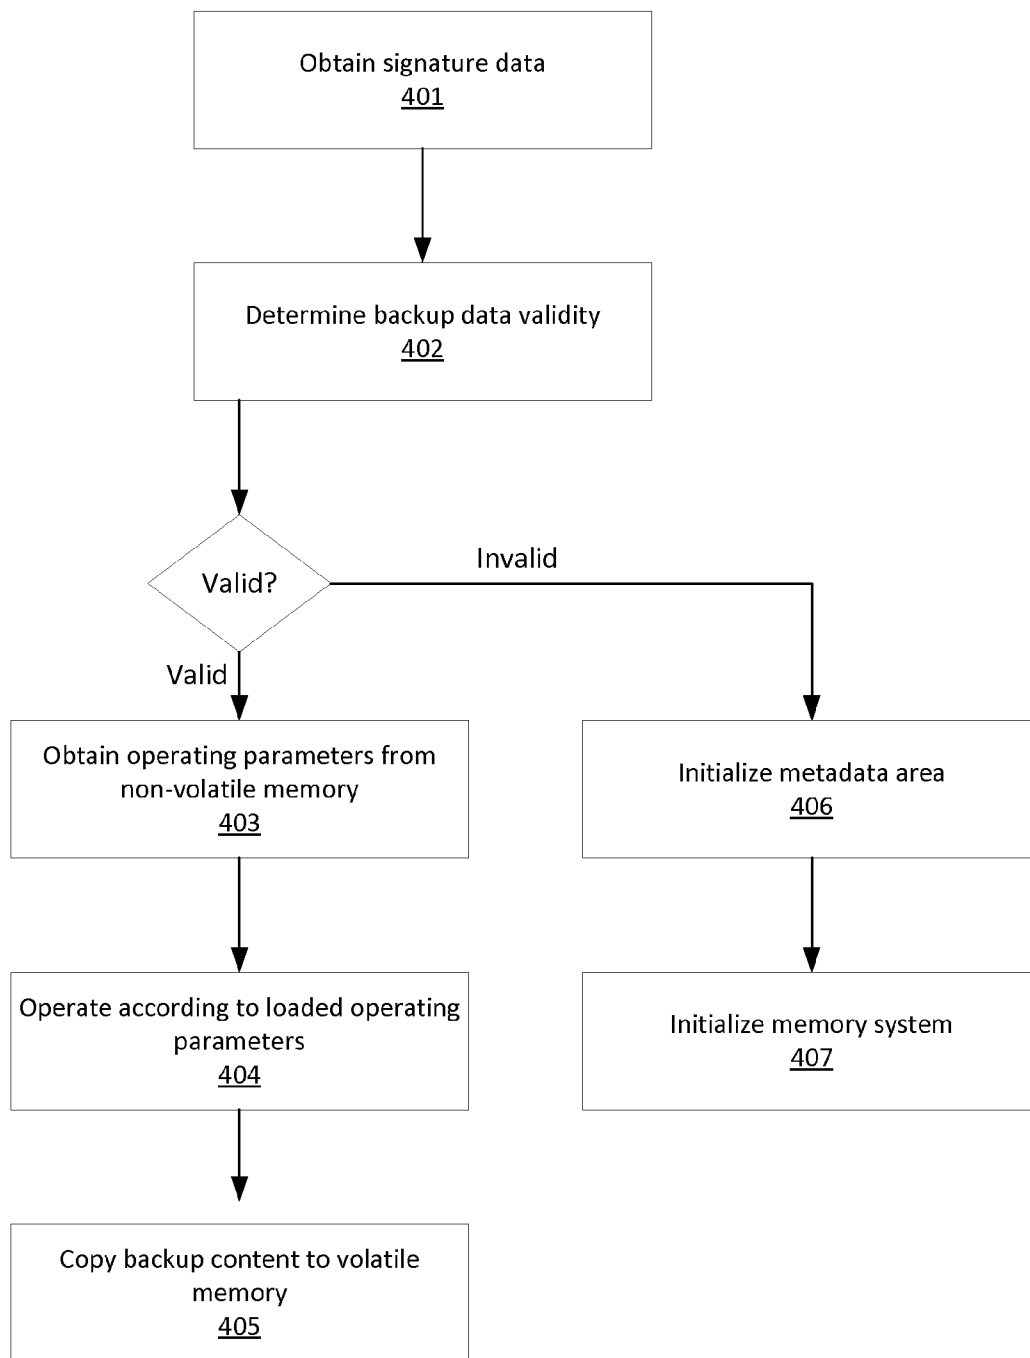 Obtain signature data
401
Determine backup data validity
402
Valid?
Invalid
Valid
Obtain operating parameters from
non-volatile memory
403
Initialize metadata area
406
Operate according to loaded operating
parameters
404
Initialize memory system
407
Copy backup content to volatile
memory
405